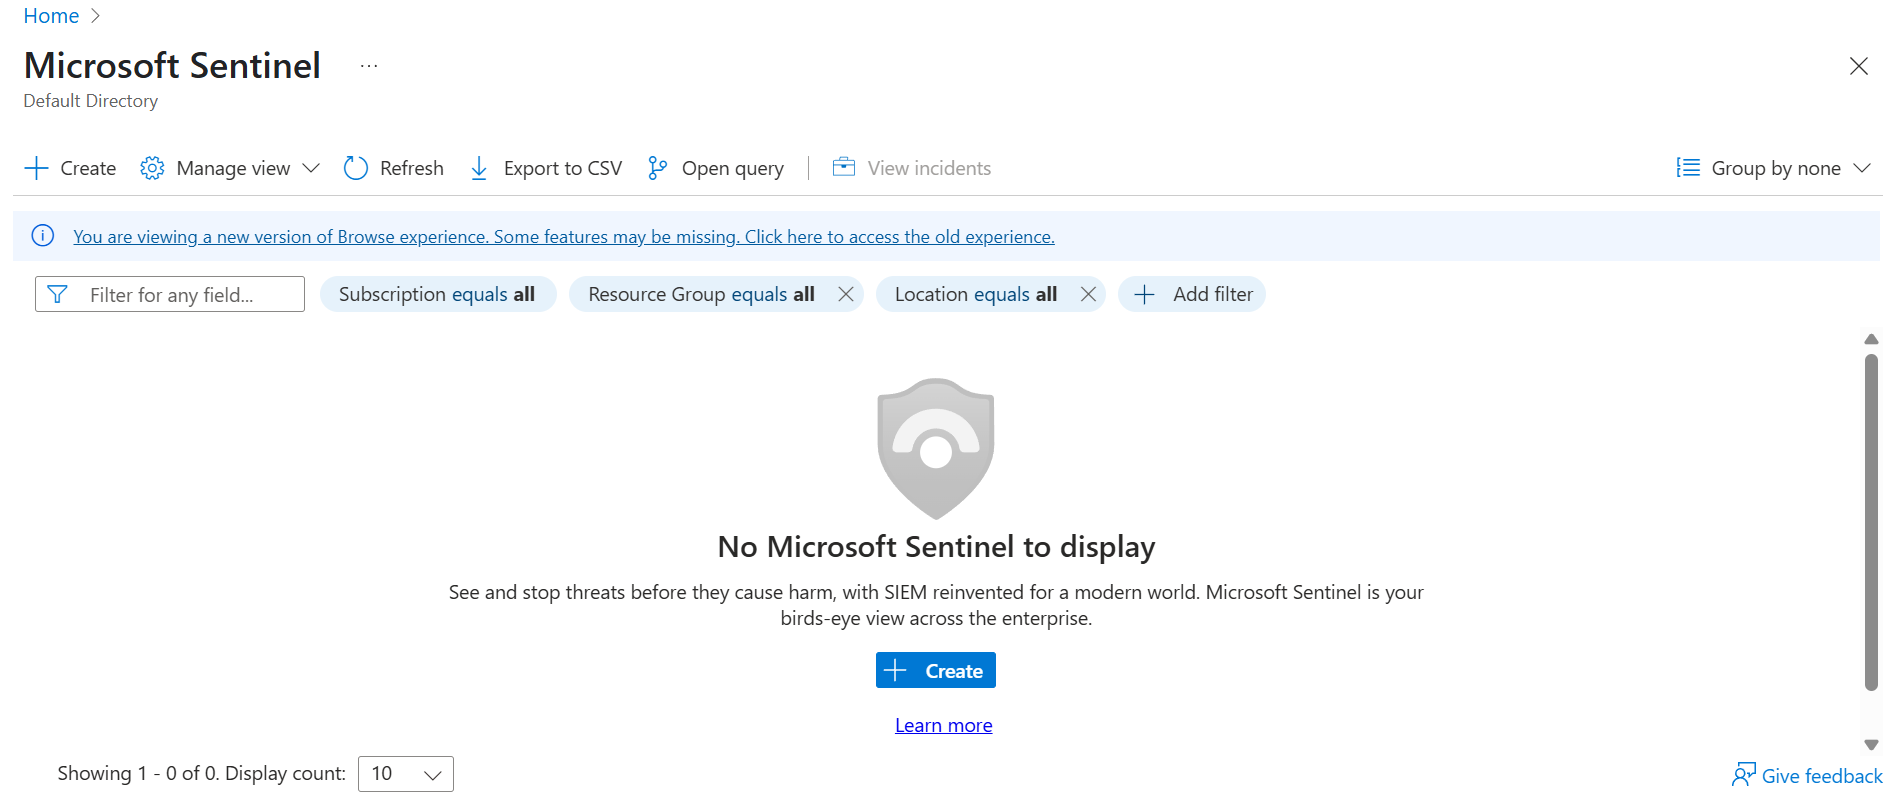 Home
Microsoft Sentinel ...
Default Directory
Create Manage view Refresh Export to CSV Open query View incidents Group by none
You are viewing a new version of Browse experience. Some features may be missing. Click here to access the old experience.
Filter for any field... Subscription equals all Resource Group equals all Location equals all Add filter
No Microsoft Sentinel to display
See and stop threats before they cause harm, with SIEM reinvented for a modern world. Microsoft Sentinel is your
birds-eye view across the enterprise.
Create
Learn more
Showing 1 - 0 of 0. Display count: 10
Give feedback